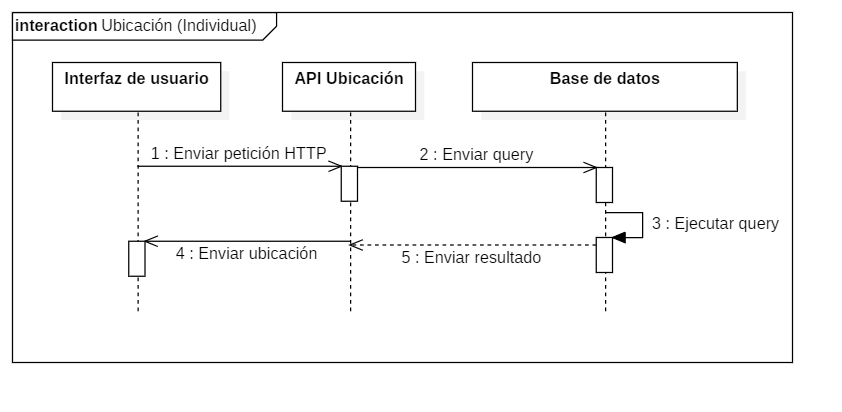 interaction Ubicación (Individual)
Interfaz de usuario
API Ubicación
Base de datos
1 : Enviar petición HTTP
2 : Enviar query
3 : Ejecutar query
4 : Enviar ubicación
5 : Enviar resultado